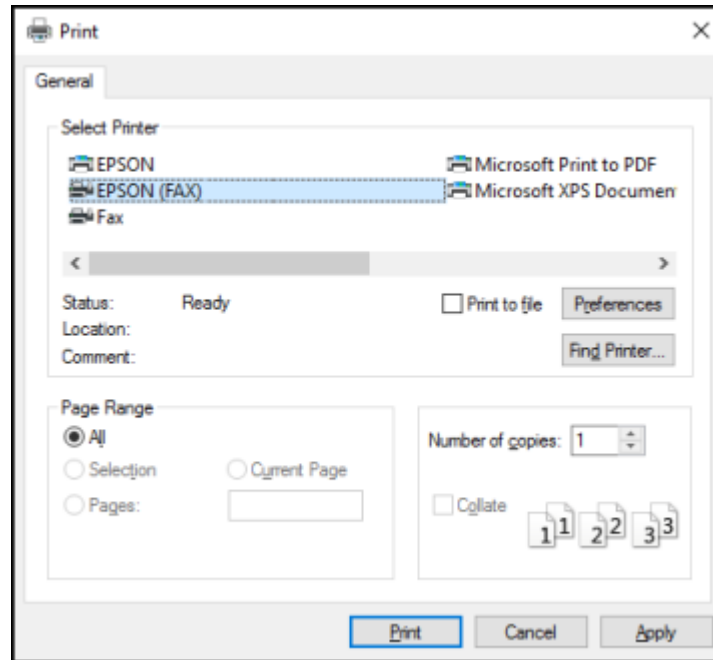 Print
General
Select Printer
EPSON
Microsoft Print to PDF
EPSON (FAX)
Microsoft XPS Documen
Fax
Status: Ready
Print to file
Preferences
Location:
Comment:
Find Printer...
Page Range
All
Selection
Current Page
Pages:
Number of copies: 1
Collate
1 1 2 2 3 3
Print
Cancel
Apply